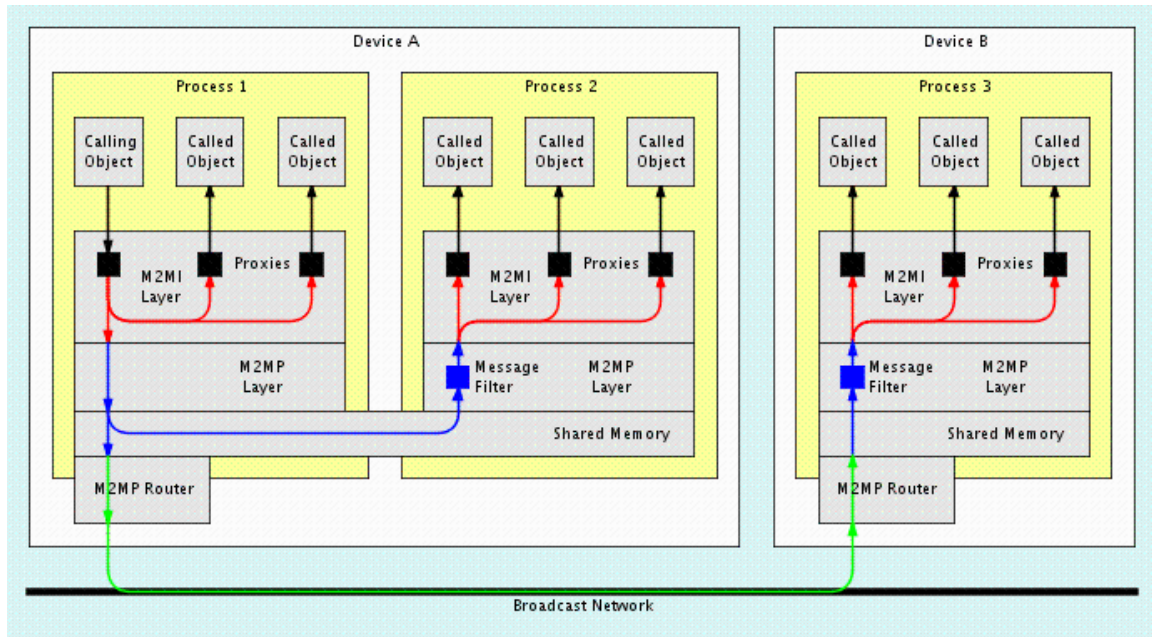 Device A
Device B
Process 1
Process 2
Process 3
Calling
Object
Called
Object
Called
Object
Called
Object
Called
Object
Called
Object
Called
Object
Called
Object
Called
Object
M2MI
Layer
Proxies
M2MI
Layer
Proxies
M2MI
Layer
Proxies
M2MP
Layer
Message
Filter
M2MP
Layer
Message
Filter
M2MP
Layer
Shared Memory
Shared Memory
M2MP Router
M2MP Router
Broadcast Network